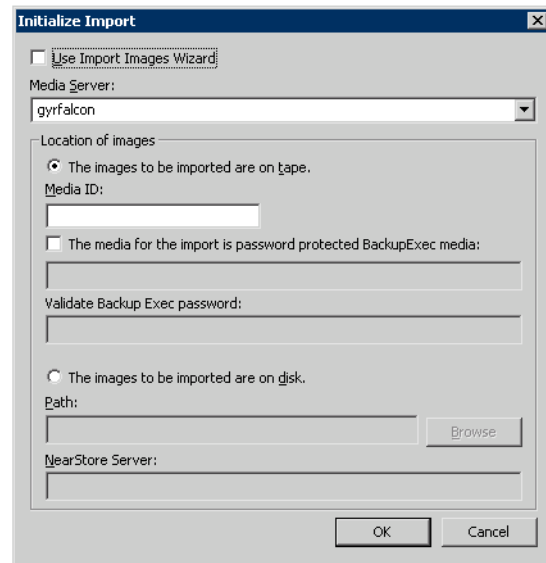 Initialize Import
Use Import Images Wizard
Media Server:
gyrfalcon
Location of images
The images to be imported are on tape.
Media ID:
The media for the import is password protected BackupExec media:
Validate Backup Exec password:
The images to be imported are on disk.
Path:
Browse
NearStore Server:
OK Cancel